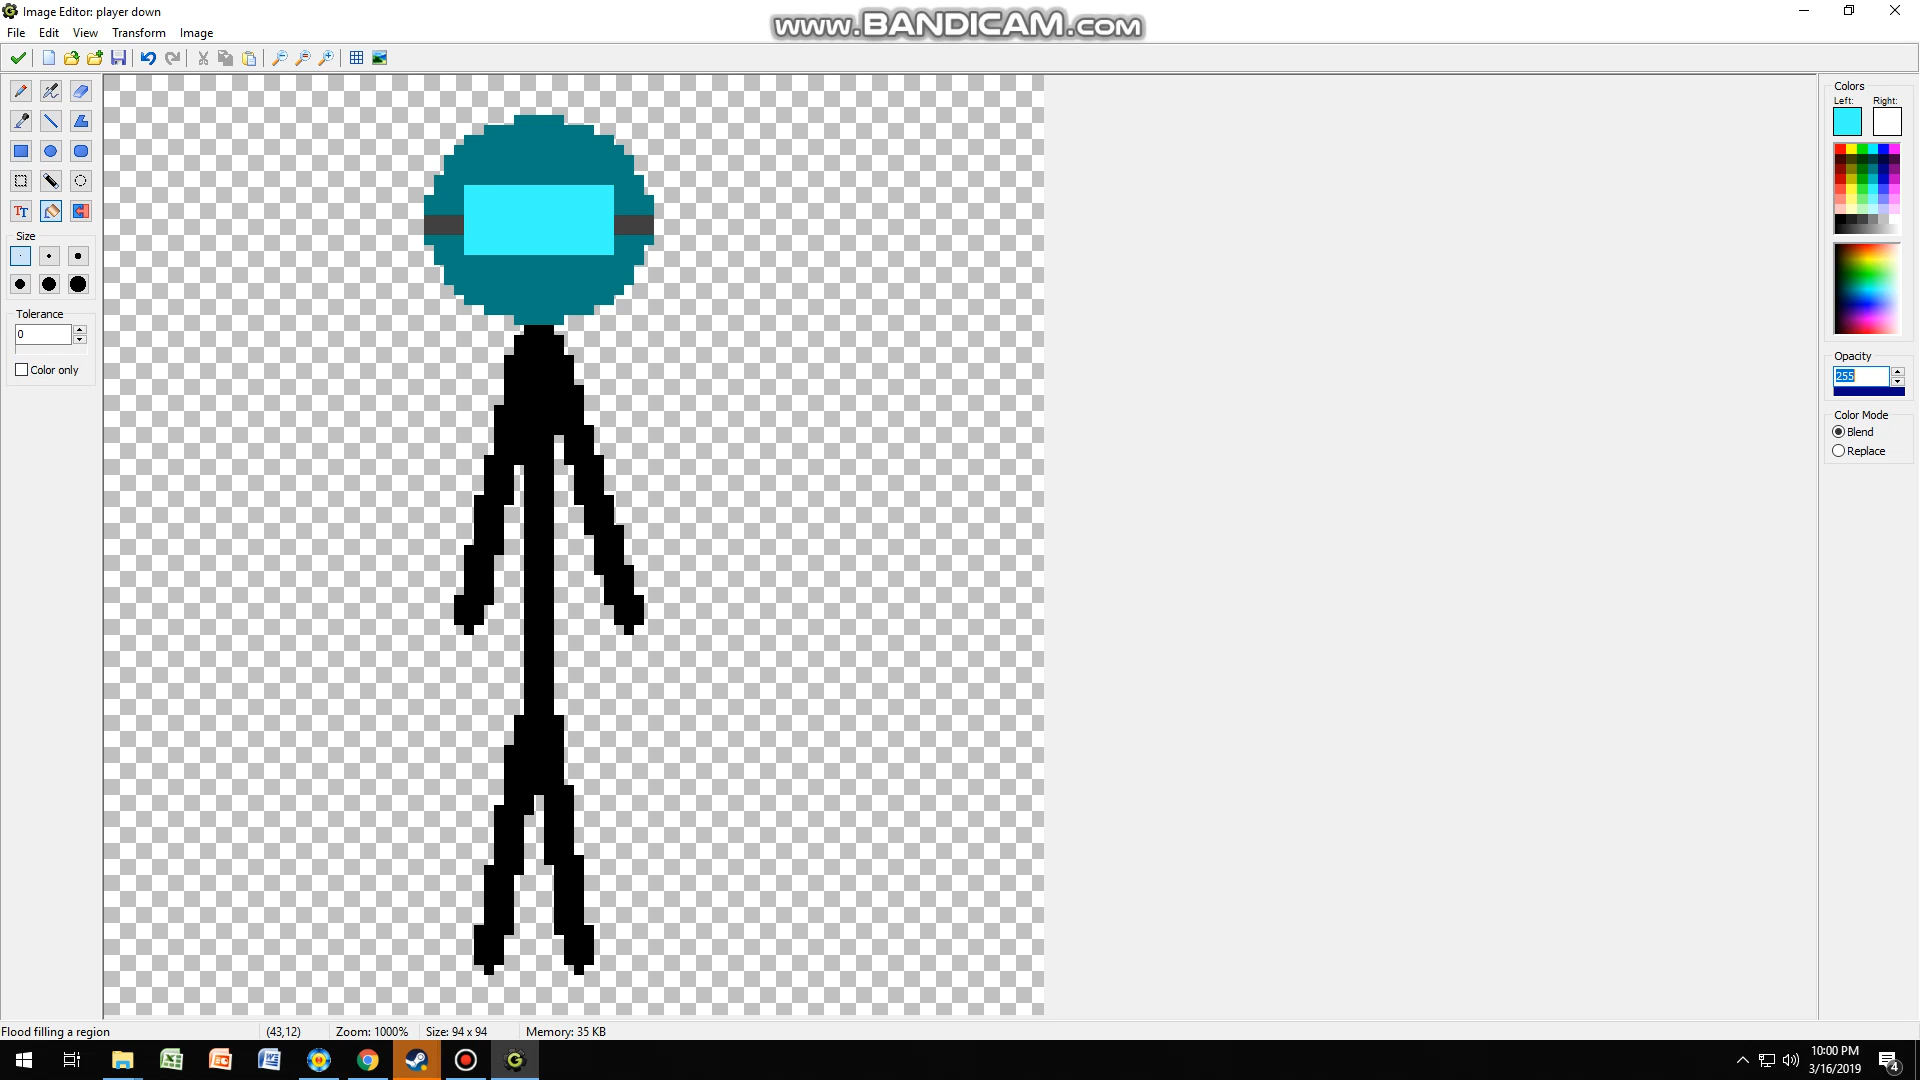 Image Editor: player down
www.BANDICAM.com
File Edit View Transform Image
Colors
Left: Right:
TT
Size
Tolerance
0
Color only
Opacity
255
Color Mode
Blend
Replace
Flood filling a region (43,12) Zoom: 1000% Size: 94 x 94 Memory: 35 KB
10:00 PM
3/16/2019
4